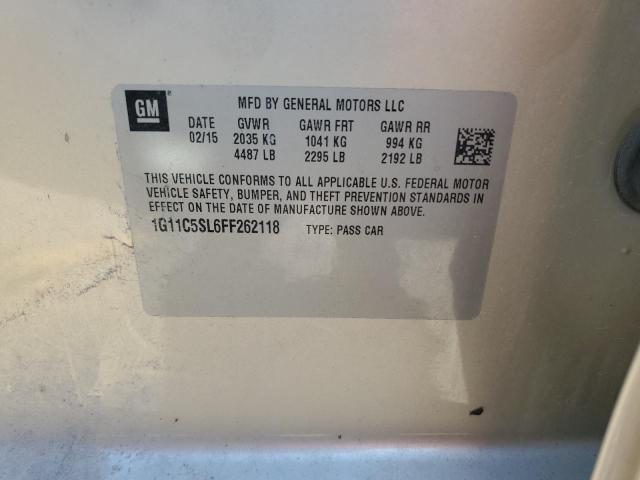 GM ® MFD BY GENERAL MOTORS LLC
DATE GVWR GAWR FRT GAWR RR
02/15 2035 KG 1041 KG 994 KG
4487 LB 2295 LB 2192 LB
THIS VEHICLE CONFORMS TO ALL APPLICABLE U.S. FEDERAL MOTOR
VEHICLE SAFETY, BUMPER, AND THEFT PREVENTION STANDARDS IN
EFFECT ON THE DATE OF MANUFACTURE SHOWN ABOVE.
1G11C5SL6FF262118 TYPE: PASS CAR